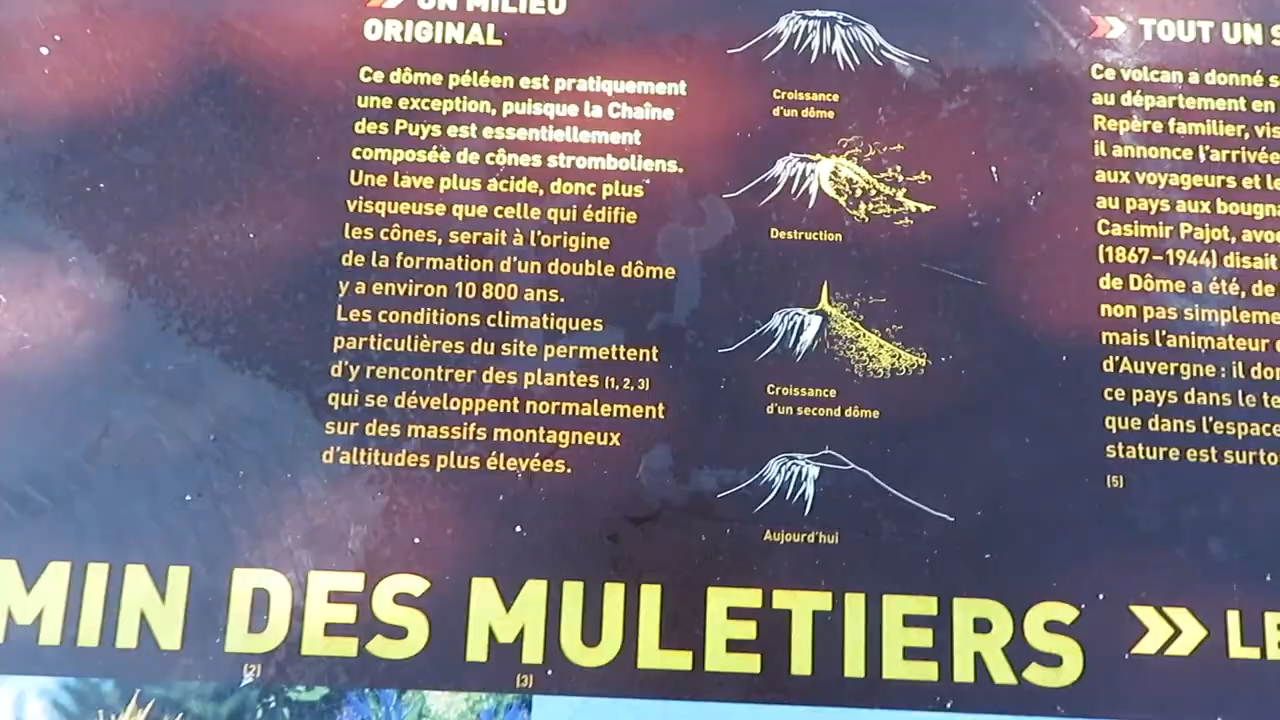 UN MILIEU
ORIGINAL
Ce dôme péléen est pratiquement
une exception, puisque la Chaîne
des Puys est essentiellement
composée de cônes stromboliens.
Une lave plus acide, donc plus
visqueuse que celle qui édifie
les cônes, serait à l'origine
de la formation d'un double dôme
y a environ 10 800 ans.
Les conditions climatiques
particulières du site permettent
d'y rencontrer des plantes (1, 2, 3)
qui se développent normalement
sur des massifs montagneux
d'altitudes plus élevées.
Croissance
d'un dôme
Destruction
Croissance
d'un second dôme
Aujourd'hui
TOUT UN S
Ce volcan a donné s
au département en
Repère familier, vis
il annonce l'arrivée
aux voyageurs et le
au pays aux bougn
Casimir Pajot, avoc
(1867–1944) disait
de Dôme a été, de
non pas simpleme
mais l'animateur
d'Auvergne : il don
ce pays dans le te
que dans l'espace
stature est surto
(5)
MIN DES MULETIERS
LE
(2)
(3)